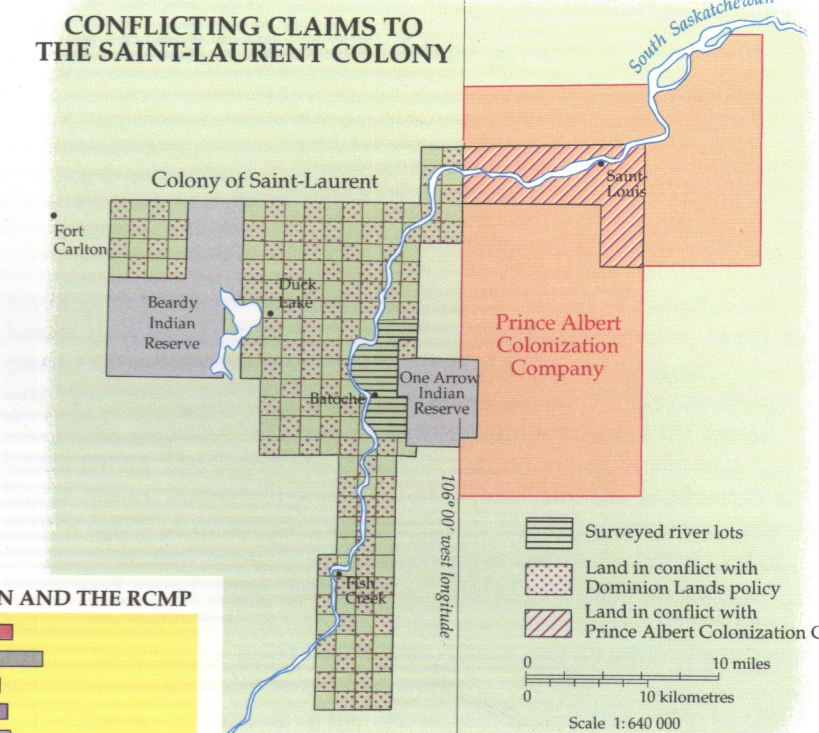 CONFLICTING CLAIMS TO
THE SAINT-LAURENT COLONY
South Saskatchewan
Colony of Saint-Laurent
Saint-
Louis
Fort
Carlton
Duck
Lake
Beardy
Indian
Reserve
Prince Albert
Colonization
Company
One Arrow
Indian
Reserve
Batoche
106° 00' west longitude
Fish
Creek
Surveyed river lots
Land in conflict with
Dominion Lands policy
Land in conflict with
Prince Albert Colonization C
0 10 miles
0 10 kilometres
Scale 1:640 000
N AND THE RCMP